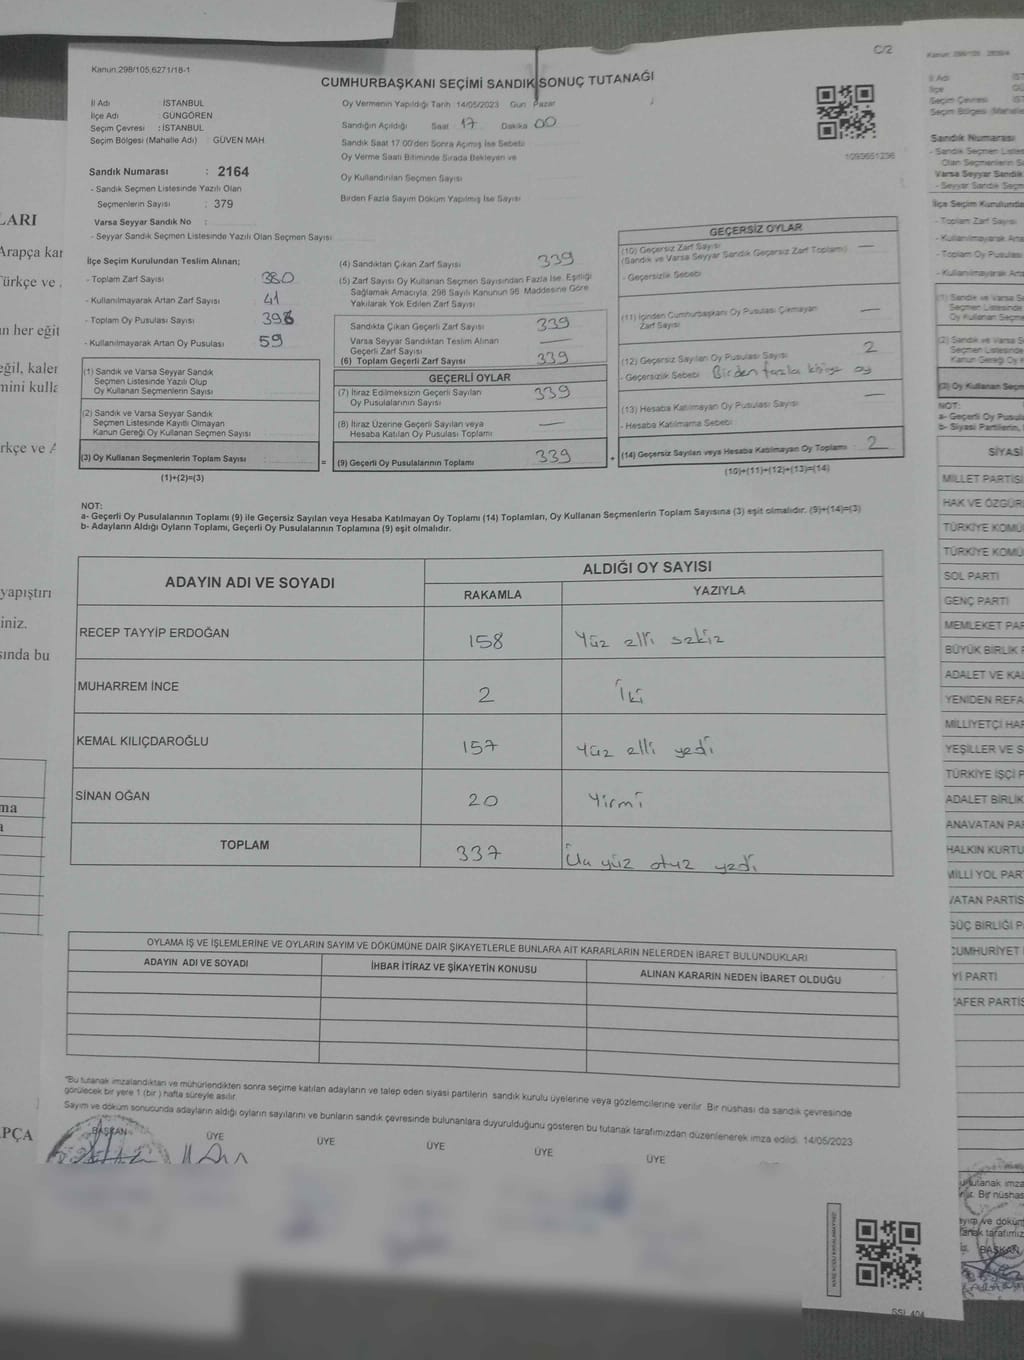 C/2
Kanun:298/105,6271/18-1
CUMHURBAŞKANI SEÇİMİ SANDIK SONUÇ TUTANAĞI
İl Adı : İSTANBUL
İlçe Adı : GÜNGÖREN
Seçim Çevresi : İSTANBUL
Seçim Bölgesi (Mahalle Adı) : GÜVEN MAH
Oy Vermenin Yapıldığı Tarih 14/05/2023 Gün Pazar
Sandığın Açıldığı Saat 17 Dakika 00
Sandık Saat 17.00'den Sonra Açılmış İse Sebebi
Oy Verme Saati Bitiminde Sırada Bekleyen ve
Oy Kullandırılan Seçmen Sayısı
Birden Fazla Sayım Döküm Yapılmış İse Sayısı
1093651236
Sandık Numarası : 2164
- Sandık Seçmen Listesinde Yazılı Olan
Seçmenlerin Sayısı : 379
Varsa Seyyar Sandık No :
- Seyyar Sandık Seçmen Listesinde Yazılı Olan Seçmen Sayısı
İlçe Seçim Kurulundan Teslim Alınan;
- Toplam Zarf Sayısı 380
- Kullanılmayarak Artan Zarf Sayısı 41
- Toplam Oy Pusulası Sayısı 398
- Kullanılmayarak Artan Oy Pusulası 59
(1) Sandık ve Varsa Seyyar Sandık
Seçmen Listesinde Yazılı Olup
Oy Kullanan Seçmenlerin Sayısı
(2) Sandık ve Varsa Seyyar Sandık
Seçmen Listesinde Kayıtlı Olmayan
Kanun Gereği Oy Kullanan Seçmen Sayısı
(3) Oy Kullanan Seçmenlerin Toplam Sayısı =
(1)+(2)=(3)
(4) Sandıktan Çıkan Zarf Sayısı 339
(5) Zarf Sayısı Oy Kullanan Seçmen Sayısından Fazla İse, Eşitliği
Sağlamak Amacıyla, 298 Sayılı Kanunun 98. Maddesine Göre
Yakılarak Yok Edilen Zarf Sayısı
Sandıkta Çıkan Geçerli Zarf Sayısı 339
Varsa Seyyar Sandıktan Teslim Alınan
Geçerli Zarf Sayısı —
(6) Toplam Geçerli Zarf Sayısı 339
GEÇERLİ OYLAR
(7) İtiraz Edilmeksizin Geçerli Sayılan
Oy Pusulalarının Sayısı 339
(8) İtiraz Üzerine Geçerli Sayılan veya
Hesaba Katılan Oy Pusulası Toplamı —
(9) Geçerli Oy Pusulalarının Toplamı 339 +
GEÇERSİZ OYLAR
(10) Geçersiz Zarf Sayısı —
(Sandık ve Varsa Seyyar Sandık Geçersiz Zarf Toplamı)
- Geçersizlik Sebebi
(11) İçinden Cumhurbaşkanı Oy Pusulası Çıkmayan
Zarf Sayısı —
(12) Geçersiz Sayılan Oy Pusulası Sayısı 2
- Geçersizlik Sebebi Birden fazla kişiye oy
(13) Hesaba Katılmayan Oy Pusulası Sayısı —
- Hesaba Katılmama Sebebi
(14) Geçersiz Sayılan veya Hesaba Katılmayan Oy Toplamı 2
(10)+(11)+(12)+(13)=(14)
NOT:
a- Geçerli Oy Pusulalarının Toplamı (9) ile Geçersiz Sayılan veya Hesaba Katılmayan Oy Toplamı (14) Toplamları, Oy Kullanan Seçmenlerin Toplam Sayısına (3) eşit olmalıdır. (9)+(14)=(3)
b- Adayların Aldığı Oyların Toplamı, Geçerli Oy Pusulalarının Toplamına (9) eşit olmalıdır.
ADAYIN ADI VE SOYADI
ALDIĞI OY SAYISI
RAKAMLA YAZIYLA
RECEP TAYYİP ERDOĞAN 158 Yüz elli sekiz
MUHARREM İNCE 2 İki
KEMAL KILIÇDAROĞLU 157 Yüz elli yedi
SİNAN OĞAN 20 Yirmi
TOPLAM 337 Üç yüz otuz yedi
OYLAMA İŞ VE İŞLEMLERİNE VE OYLARIN SAYIM VE DÖKÜMÜNE DAİR ŞİKAYETLERLE BUNLARA AİT KARARLARIN NELERDEN İBARET BULUNDUKLARI
ADAYIN ADI VE SOYADI İHBAR İTİRAZ VE ŞİKAYETİN KONUSU ALINAN KARARIN NEDEN İBARET OLDUĞU
*Bu tutanak imzalandıktan ve mühürlendikten sonra seçime katılan adayların ve talep eden siyasi partilerin sandık kurulu üyelerine veya gözlemcilerine verilir. Bir nüshası da sandık çevresinde
görülecek bir yere 1 (bir) hafta süreyle asılır.
Sayım ve döküm sonucunda adayların aldığı oyların sayılarını ve bunların sandık çevresinde bulunanlara duyurulduğunu gösteren bu tutanak tarafımızdan düzenlenerek imza edildi. 14/05/2023
BAŞKAN ÜYE ÜYE ÜYE ÜYE ÜYE
LARI
Arapça kar
Türkçe ve
ın her eğit
eğil, kaler
mini kulla
rkçe ve A
yapıştırı
iniz.
sında bu
ma
PÇA
Sandık Numarası
NOT:
SİYASİ
MİLLET PARTİSİ
HAK VE ÖZGÜR
TÜRKİYE KOMÜ
TÜRKİYE KOMÜ
SOL PARTİ
GENÇ PARTİ
MEMLEKET PAR
BÜYÜK BİRLİK
ADALET VE KAL
YENİDEN REFA
MİLLİYETÇİ HAR
YEŞİLLER VE S
TÜRKİYE İŞÇİ P
ADALET BİRLİK
ANAVATAN PAR
HALKIN KURTU
MİLLİ YOL PAR
VATAN PARTİS
GÜÇ BİRLİĞİ P
CUMHURİYET
Yİ PARTİ
ZAFER PARTİS
BAŞKAN